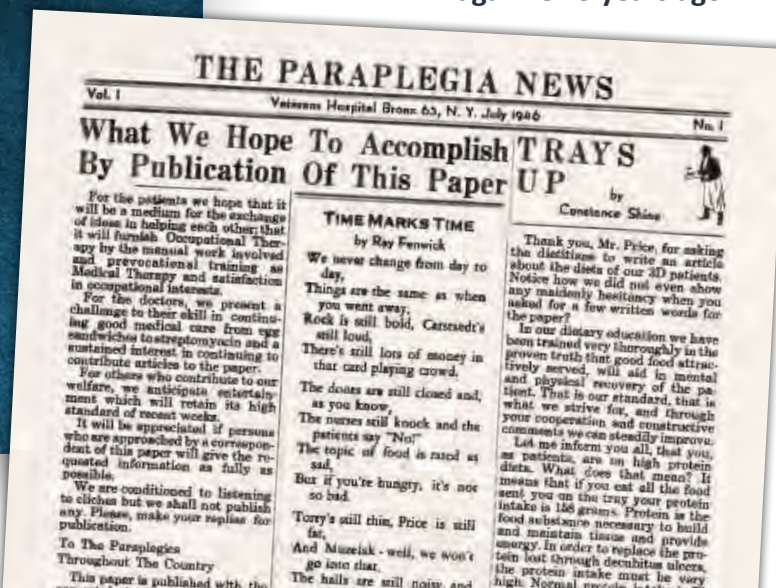 THE PARAPLEGIA NEWS
Vol. I
Veterans Hospital Bronx 63, N. Y. July 1946
No. 1
What We Hope To Accomplish
By Publication Of This Paper
For the patients we hope that it
will be a medium for the exchange
of ideas in helping each other; that
it will furnish Occupational Ther-
apy by the manual work involved
and prevocational training as
Medical Therapy and satisfaction
in occupational interests.
For the doctors, we present a
challenge to their skill in continu-
ing good medical care from egg
sandwiches to streptomycin and a
sustained interest in continuing to
contribute articles to the paper.
For others who contribute to our
welfare, we anticipate entertain-
ment which will retain its high
standard of recent weeks.
It will be appreciated if persons
who are approached by a correspon-
dent of this paper will give the re-
quested information as fully as
possible.
We are conditioned to listening
to cliches but we shall not publish
any. Please, make your replies for
publication.
To The Paraplegics
Throughout The Country
This paper is published with the
TIME MARKS TIME
by Ray Fenwick
We never change from day to
day,
Things are the same as when
you went away,
Rock is still bold,
still loud,
There's still lots of money in
that card playing crowd.
The doors are still closed and,
as you know,
The nurses still knock and the
patients say "No!"
The topic of food is rated as
sad,
But if you're hungry, it's not
so bad.
Torry's still thin, Price is still
fat,
And Muzeisk - well, we won't
go into that.
The halls are still noisy and
TRAYS
UP
by
Constance Shine
Thank you, Mr. Price, for asking
the dietitians to write an article
about the diets of our 3D patients.
Notice how we did not even show
any maidenly hesitancy when you
asked for a few written words for
the paper?
In our dietary education we have
been trained very thoroughly in the
proven truth that good food attrac-
tively served, will aid in mental
and physical recovery of the pa-
tient. That is our standard, that is
what we strive for, and through
your cooperation and constructive
comments we can steadily improve.
Let me inform you all, that you,
as patients, are on high protein
diets. What does that mean? It
means that if you eat all the food
sent you on the tray your protein
intake is 158 grams. Protein is the
food substance necessary to build
and maintain tissue and provide
energy. In order to replace the pro-
tein lost through decubitus ulcers,
the protein intake must be very
high. Normal protein